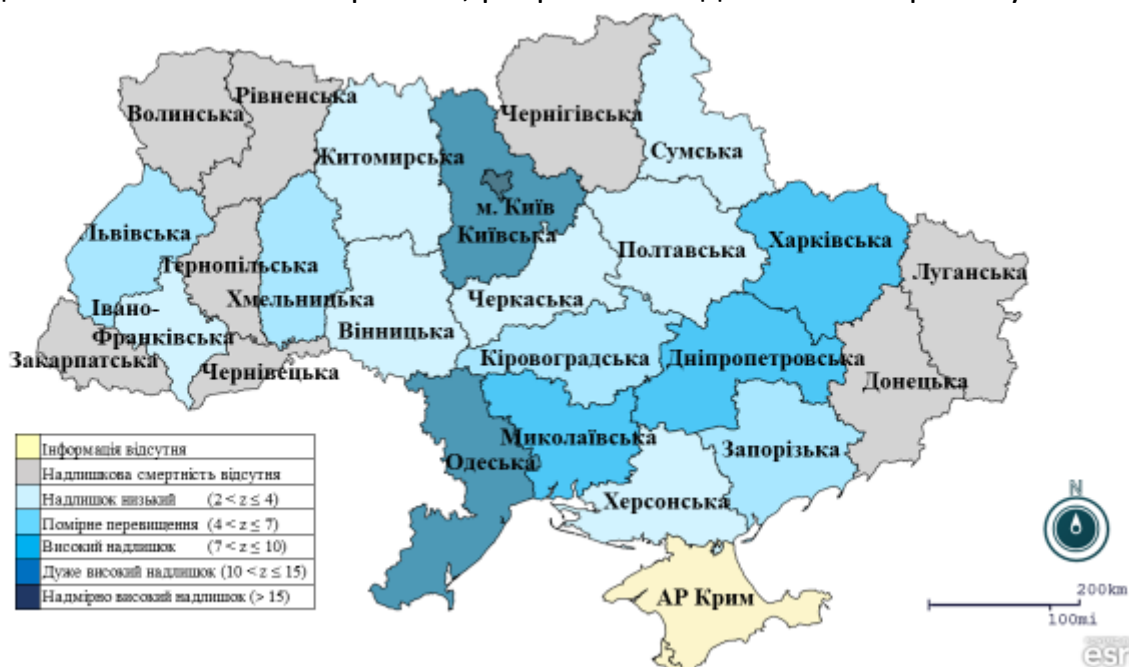 Рівненська
Волинська
Чернігівська
Житомирська
Сумська
м. Київ
Київська
Львівська
Полтавська
Харківська
Тернопільська
Луганська
Хмельницька
Черкаська
Івано-
Франківська
Вінницька
Закарпатська
Чернівецька
Кіровоградська
Дніпропетровська
Донецька
Миколаївська
Запорізька
Одеська
Херсонська
АР Крим
Інформація відсутня
Надлишкова смертність відсутня
Надлишок низький (2 < z ≤ 4)
Помірне перевищення (4 < z ≤ 7)
Високий надлишок (7 < z ≤ 10)
Дуже високий надлишок (10 < z ≤ 15)
Надмірно високий надлишок (> 15)
N
200km
100mi
esri